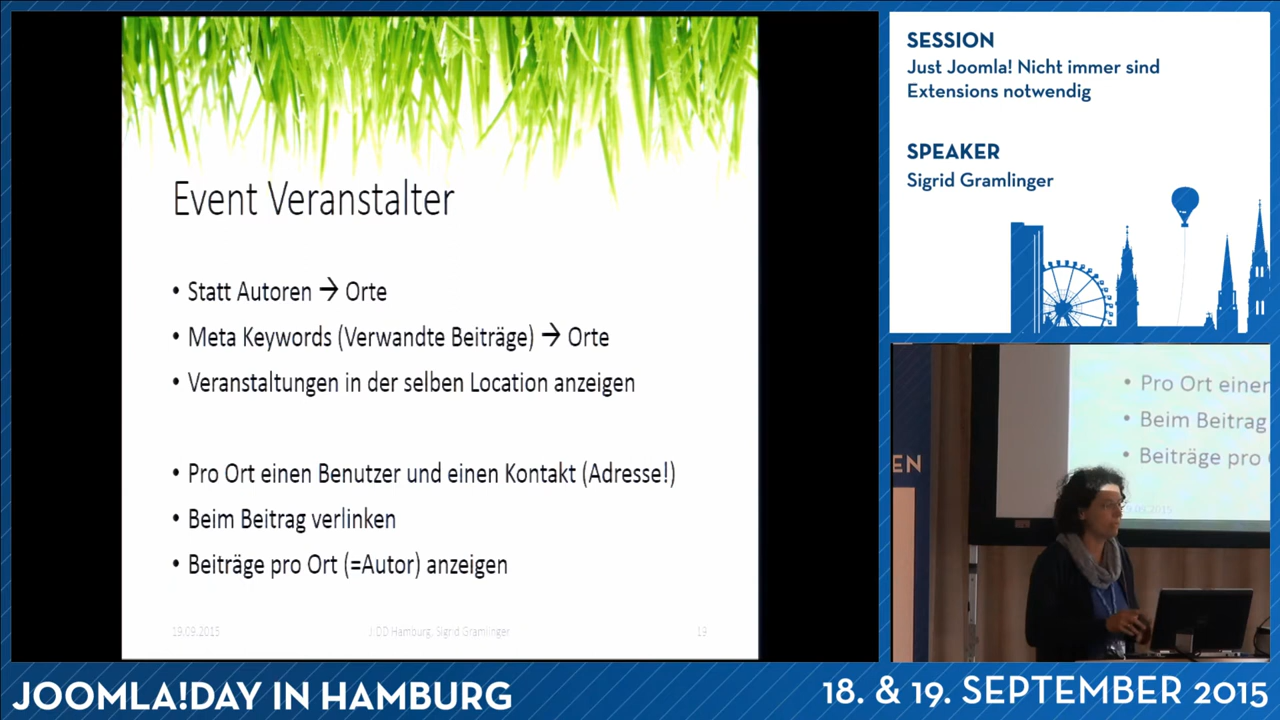 Event Veranstalter
• Statt Autoren → Orte
• Meta Keywords (Verwandte Beiträge) → Orte
• Veranstaltungen in der selben Location anzeigen
• Pro Ort einen Benutzer und einen Kontakt (Adresse!)
• Beim Beitrag verlinken
• Beiträge pro Ort (=Autor) anzeigen
19.09.2015
J.DD Hamburg, Sigrid Gramlinger
19
SESSION
Just Joomla! Nicht immer sind
Extensions notwendig
SPEAKER
Sigrid Gramlinger
• Pro Ort einen
• Beim Beitrag
• Beiträge pro
EN
JOOMLA!DAY IN HAMBURG
18. & 19. SEPTEMBER 2015